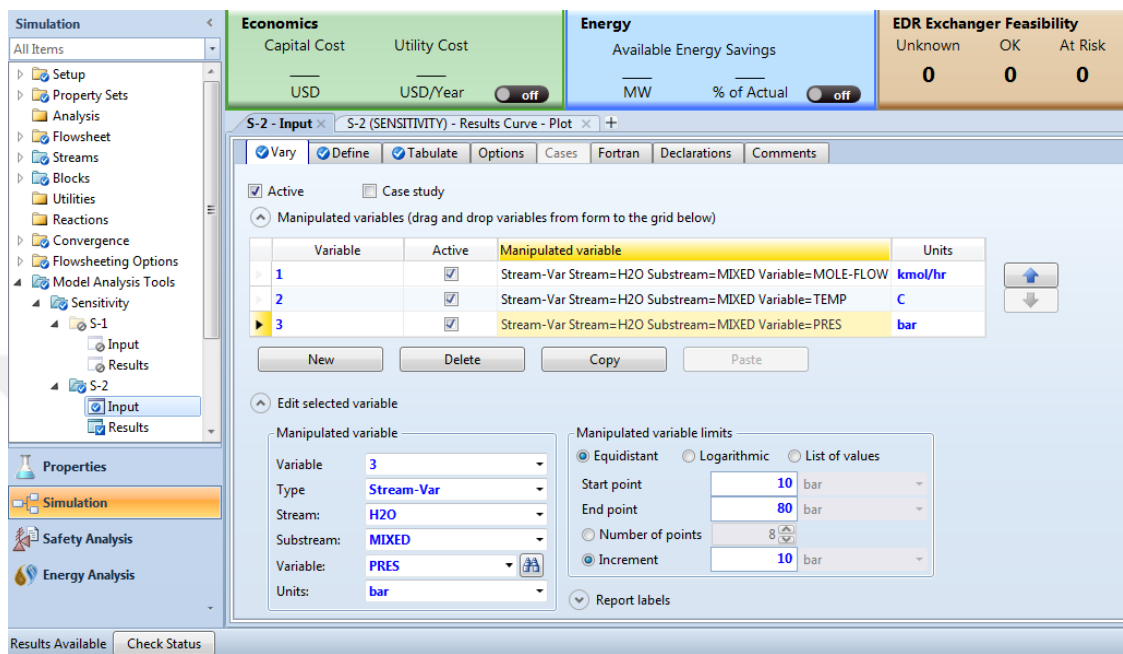 Simulation <
All Items
Setup
Property Sets
Analysis
Flowsheet
Streams
Blocks
Utilities
Reactions
Convergence
Flowsheeting Options
Model Analysis Tools
Sensitivity
S-1
Input
Results
S-2
Input
Results
Properties
Simulation
Safety Analysis
Energy Analysis
Economics
Capital Cost Utility Cost
USD USD/Year off
Energy
Available Energy Savings
MW % of Actual off
EDR Exchanger Feasibility
Unknown OK At Risk
0 0 0
S-2 - Input × S-2 (SENSITIVITY) - Results Curve - Plot × +
Vary Define Tabulate Options Cases Fortran Declarations Comments
Active Case study
Manipulated variables (drag and drop variables from form to the grid below)
Variable Active Manipulated variable Units
1 Stream-Var Stream=H2O Substream=MIXED Variable=MOLE-FLOW kmol/hr
2 Stream-Var Stream=H2O Substream=MIXED Variable=TEMP C
3 Stream-Var Stream=H2O Substream=MIXED Variable=PRES bar
New Delete Copy Paste
Edit selected variable
Manipulated variable
Variable 3
Type Stream-Var
Stream: H2O
Substream: MIXED
Variable: PRES
Units: bar
Manipulated variable limits
Equidistant Logarithmic List of values
Start point 10 bar
End point 80 bar
Number of points 8
Increment 10 bar
Report labels
Results Available Check Status